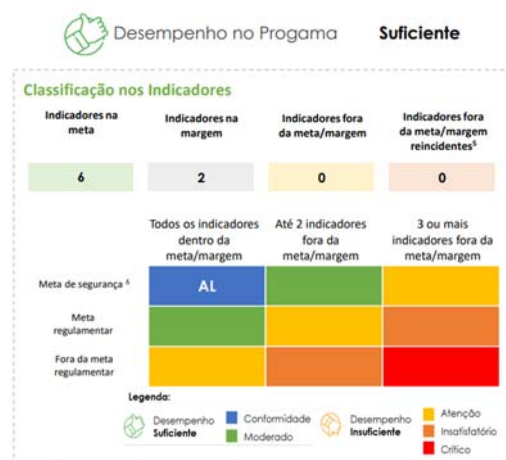 Desempenho no Progama Suficiente
Classificação nos Indicadores
Indicadores na meta
Indicadores na margem
Indicadores fora da meta/margem
Indicadores fora da meta/margem reincidentes⁵
6 2 0 0
Todos os indicadores dentro da meta/margem
Até 2 indicadores fora da meta/margem
3 ou mais indicadores fora da meta/margem
Meta de segurança ⁶ AL
Meta regulamentar
Fora da meta regulamentar
Legenda:
Desempenho Suficiente
Conformidade
Moderado
Desempenho Insuficiente
Atenção
Insatisfatório
Crítico